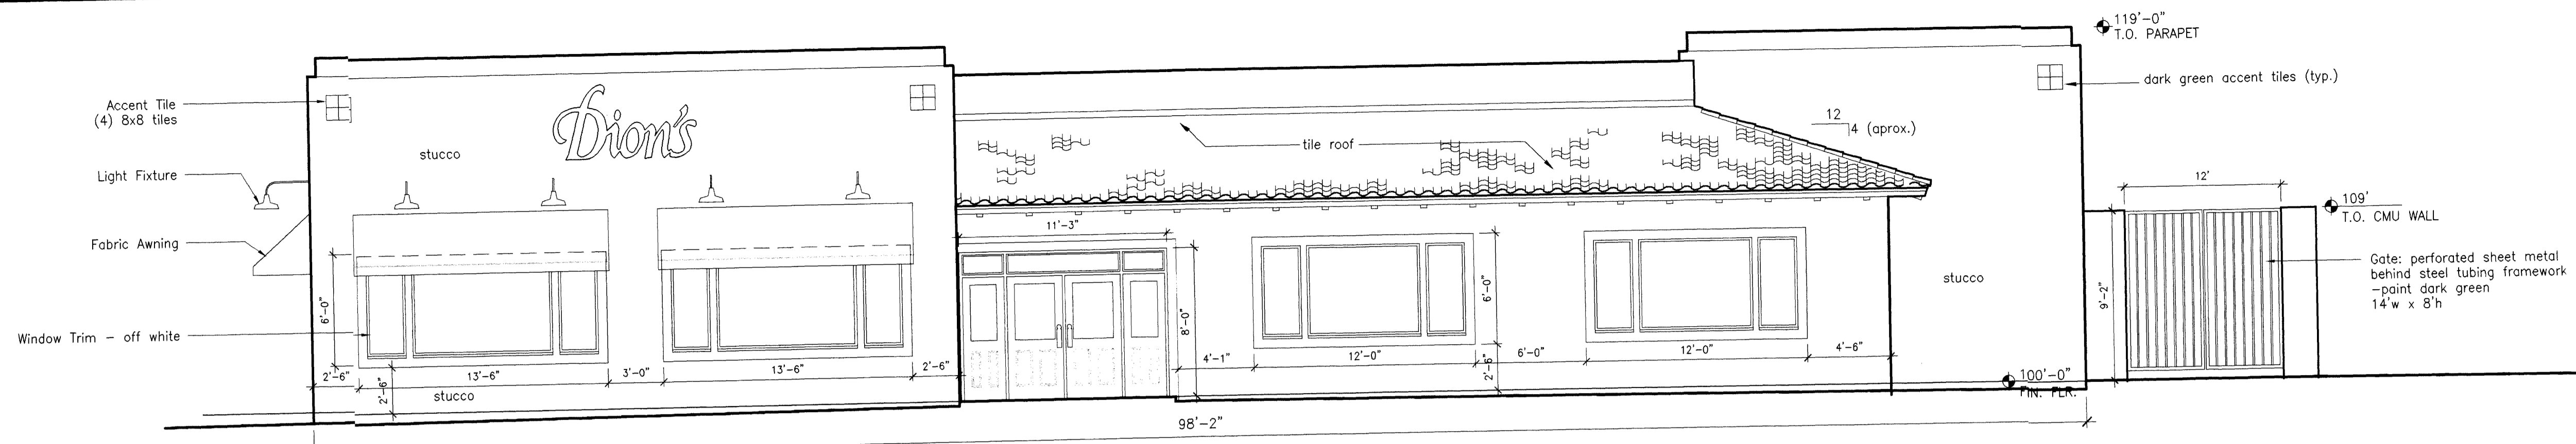 119'-0"
T.O. PARAPET
Accent Tile
(4) 8x8 tiles
dark green accent tiles (typ.)
Dion's
stucco
tile roof
12
4 (aprox.)
Light Fixture
12'
109'
T.O. CMU WALL
Fabric Awning
11'-3"
Gate: perforated sheet metal
behind steel tubing framework
-paint dark green
14'w x 8'h
stucco
6'-0"
8'-0"
6'-0"
9'-2"
Window Trim - off white
2'-6"
13'-6"
3'-0"
13'-6"
2'-6"
4'-1"
12'-0"
6'-0"
12'-0"
4'-6"
2'-6"
2'-6"
stucco
100'-0"
FIN. FLR.
98'-2"